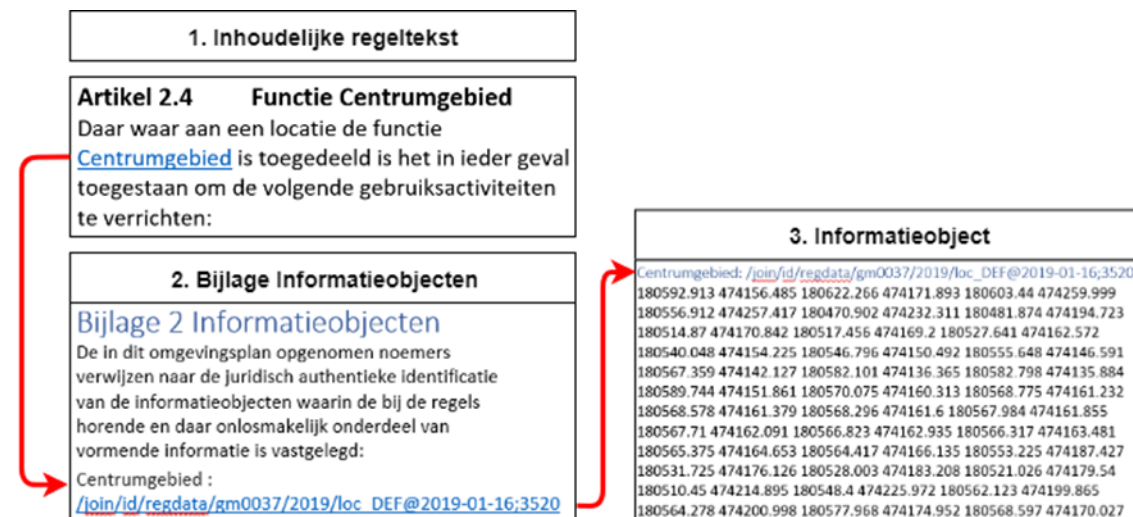 1. Inhoudelijke regeltekst
Artikel 2.4 Functie Centrumgebied
Daar waar aan een locatie de functie
Centrumgebied is toegedeeld is het in ieder geval
toegestaan om de volgende gebruiksactiviteiten
te verrichten:
2. Bijlage Informatieobjecten
Bijlage 2 Informatieobjecten
De in dit omgevingsplan opgenomen noemers
verwijzen naar de juridisch authentieke identificatie
van de informatieobjecten waarin de bij de regels
horende en daar onlosmakelijk onderdeel van
vormende informatie is vastgelegd:
Centrumgebied :
/join/id/regdata/gm0037/2019/loc_DEF@2019-01-16;3520
3. Informatieobject
Centrumgebied: /join/id/regdata/gm0037/2019/loc_DEF@2019-01-16;3520
180592.913 474156.485 180622.266 474171.893 180603.44 474259.999
180556.912 474257.417 180470.902 474232.311 180481.874 474194.723
180514.87 474170.842 180517.456 474169.2 180527.641 474162.572
180540.048 474154.225 180546.796 474150.492 180555.648 474146.591
180567.359 474142.127 180582.101 474136.365 180582.798 474135.884
180589.744 474151.861 180570.075 474160.313 180568.775 474161.232
180568.578 474161.379 180568.296 474161.6 180567.984 474161.855
180567.71 474162.091 180566.823 474162.935 180566.317 474163.481
180565.375 474164.653 180564.417 474166.135 180553.225 474187.427
180531.725 474176.126 180528.003 474183.208 180521.026 474179.54
180510.45 474214.895 180548.4 474225.972 180562.123 474199.865
180564.278 474200.998 180577.968 474174.952 180568.597 474170.027